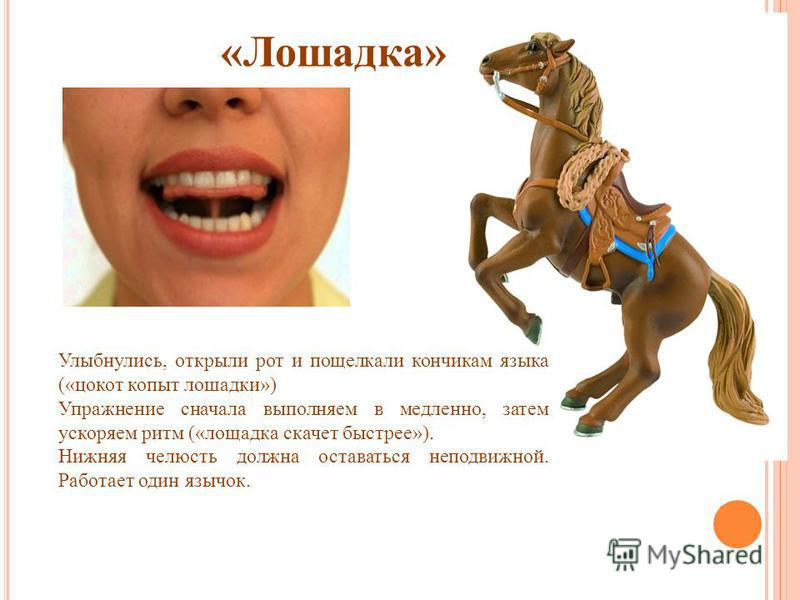 «Лошадка»
Улыбнулись, открыли рот и пощелкали кончикам языка
(«цокот копыт лошадки»)
Упражнение сначала выполняем в медленно, затем
ускоряем ритм («лощадка скачет быстрее»).
Нижняя челюсть должна оставаться неподвижной.
Работает один язычок.
MyShared